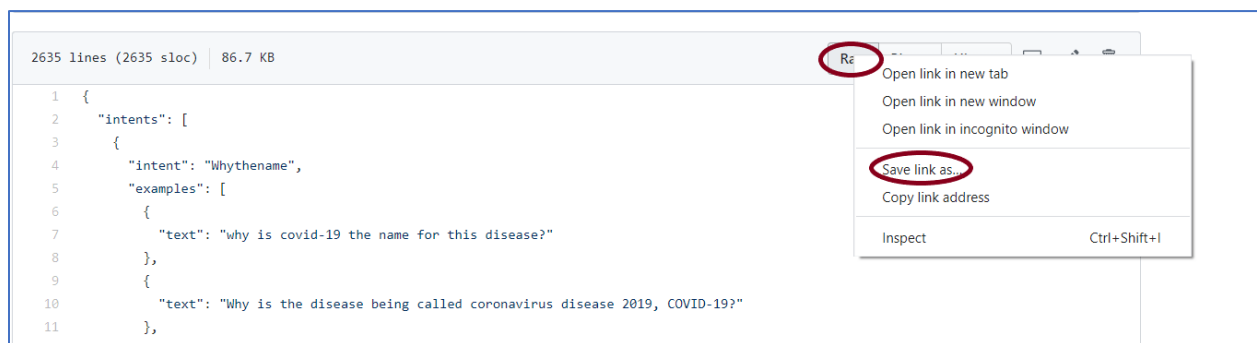 2635 lines (2635 sloc) 86.7 KB
Ra
Open link in new tab
Open link in new window
Open link in incognito window
Save link as...
Copy link address
Inspect Ctrl+Shift+I
1 {
2 "intents": [
3 {
4 "intent": "Whythename",
5 "examples": [
6 {
7 "text": "why is covid-19 the name for this disease?"
8 },
9 {
10 "text": "Why is the disease being called coronavirus disease 2019, COVID-19?"
11 },